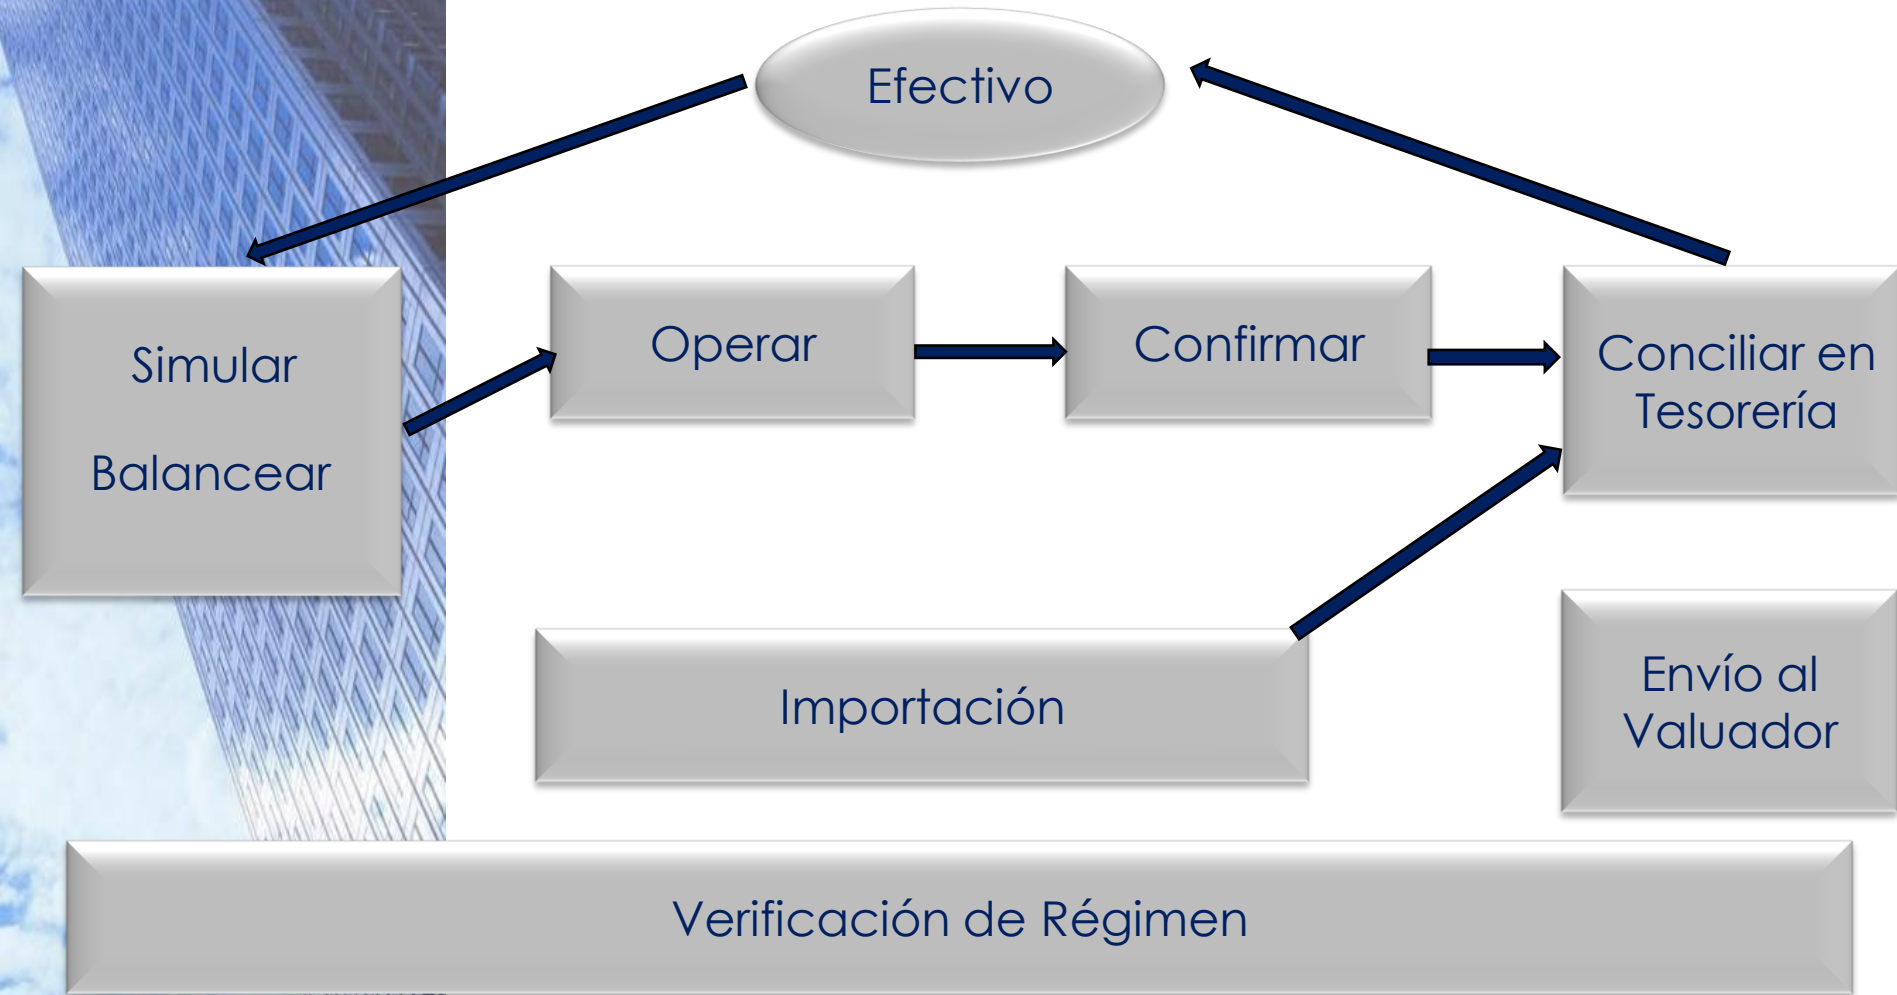 Efectivo
Simular
Balancear
Operar
Confirmar
Conciliar en
Tesorería
Importación
Envío al
Valuador
Verificación de Régimen